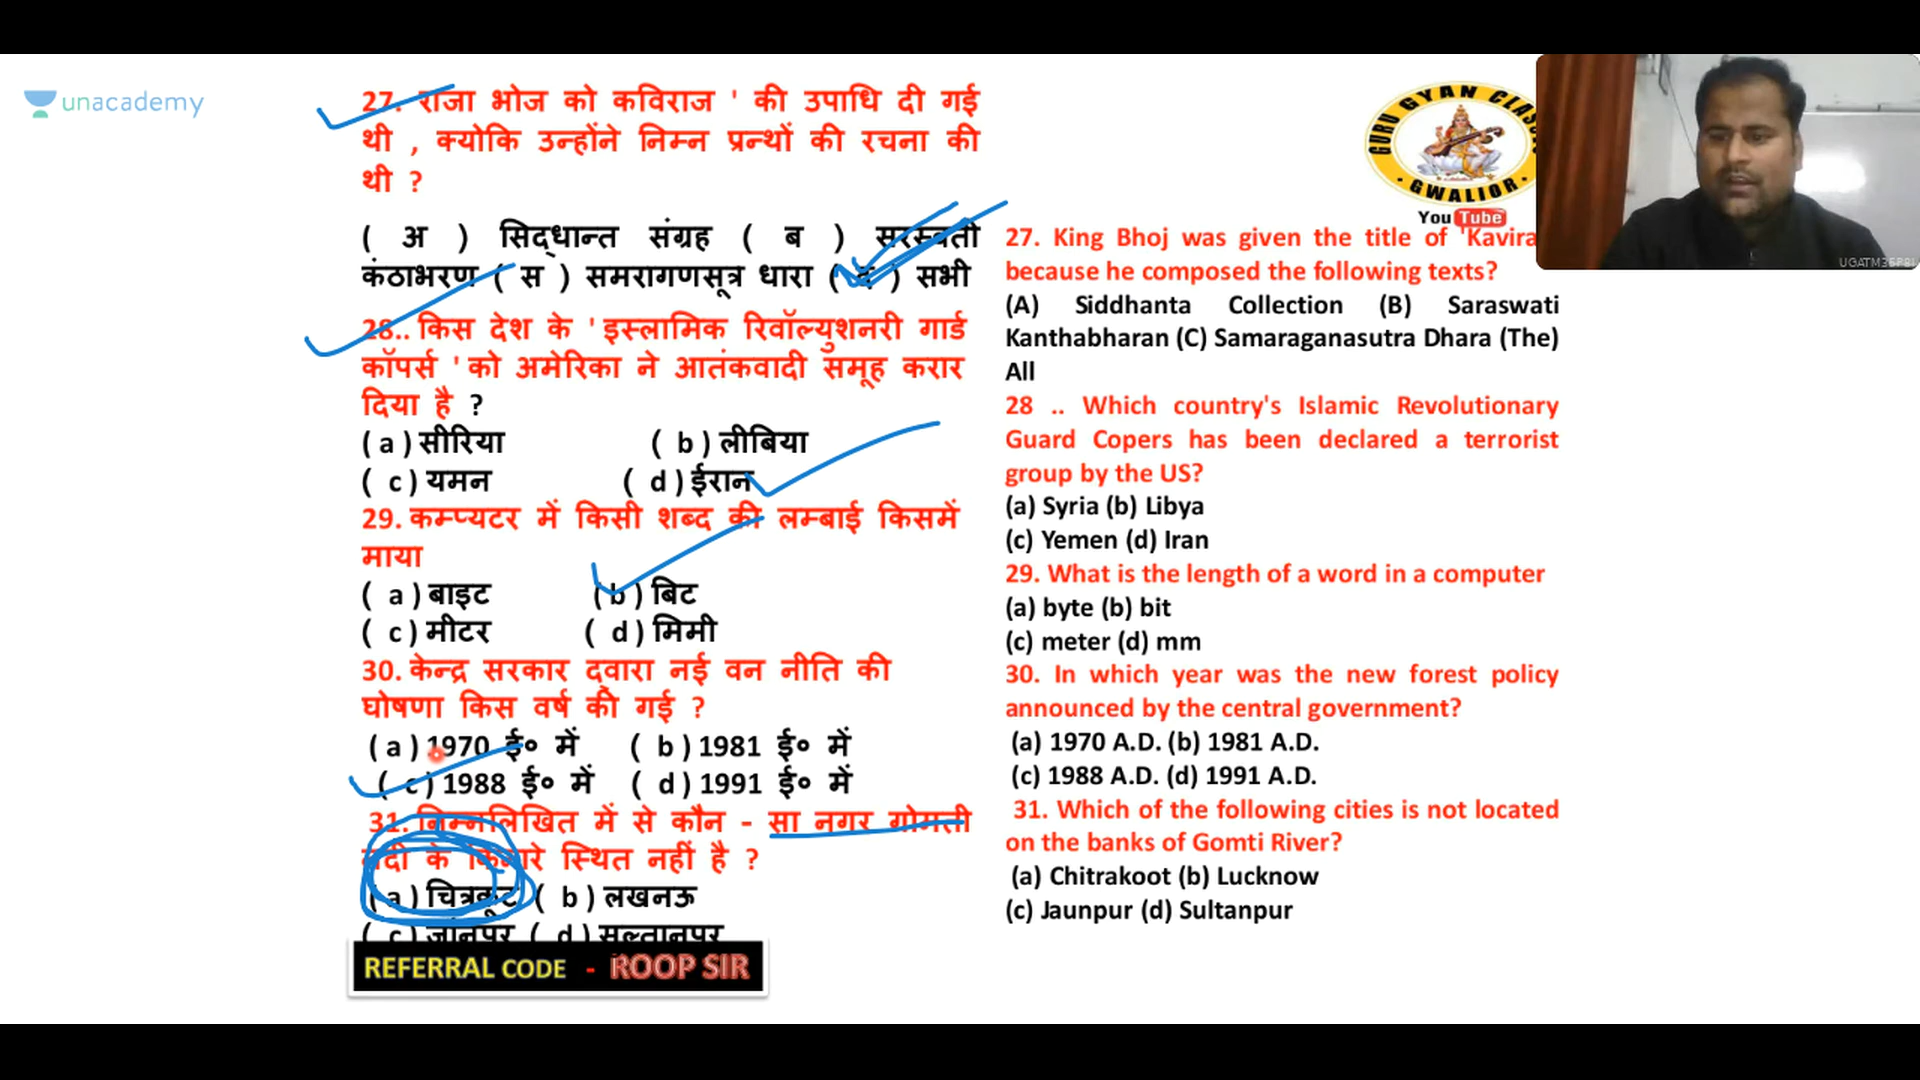 unacademy
27. राजा भोज को कविराज ' की उपाधि दी गई
थी , क्योकि उन्होंने निम्न प्रन्थों की रचना की
थी ?
( अ ) सिद्धान्त संग्रह ( ब ) सरस्वती
कंठाभरण ( स ) समरागणसूत्र धारा ( द ) सभी
28.. किस देश के ' इस्लामिक रिवॉल्युशनरी गार्ड
कॉपर्स ' को अमेरिका ने आतंकवादी समूह करार
दिया है ?
( a ) सीरिया ( b ) लीबिया
( c ) यमन ( d ) ईरान
29. कम्प्यटर में किसी शब्द की लम्बाई किसमें
माया
( a ) बाइट ( b ) बिट
( c ) मीटर ( d ) मिमी
30. केन्द्र सरकार द्वारा नई वन नीति की
घोषणा किस वर्ष की गई ?
( a ) 1970 ई० में ( b ) 1981 ई० में
( c ) 1988 ई० में ( d ) 1991 ई० में
31. निम्नलिखित में से कौन - सा नगर गोमती
नदी के किनारे स्थित नहीं है ?
( a ) चित्रकूट ( b ) लखनऊ
( c ) जौनपुर ( d ) सुल्तानपुर
REFERRAL CODE - ROOP SIR
GURU GYAN
GWALIOR
YouTube
27. King Bhoj was given the title of 'Kavira
because he composed the following texts?
(A) Siddhanta Collection (B) Saraswati
Kanthabharan (C) Samaraganasutra Dhara (The)
All
28 .. Which country's Islamic Revolutionary
Guard Copers has been declared a terrorist
group by the US?
(a) Syria (b) Libya
(c) Yemen (d) Iran
29. What is the length of a word in a computer
(a) byte (b) bit
(c) meter (d) mm
30. In which year was the new forest policy
announced by the central government?
(a) 1970 A.D. (b) 1981 A.D.
(c) 1988 A.D. (d) 1991 A.D.
31. Which of the following cities is not located
on the banks of Gomti River?
(a) Chitrakoot (b) Lucknow
(c) Jaunpur (d) Sultanpur